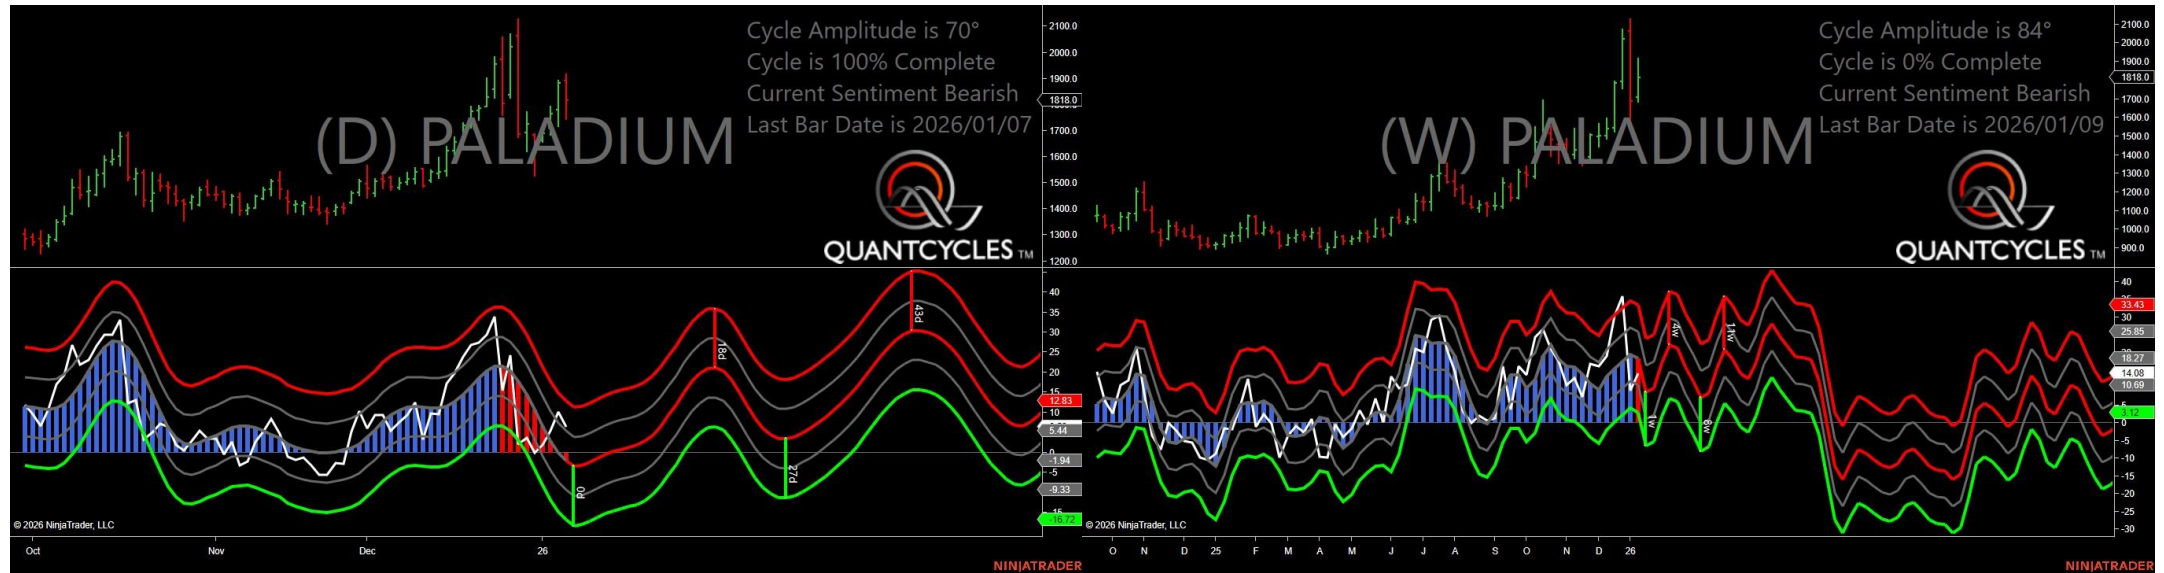 Cycle Amplitude is 70°
Cycle is 100% Complete
Current Sentiment Bearish
Last Bar Date is 2026/01/07
(D) PALADIUM
QUANTCYCLES TM
2100.0
2000.0
1900.0
1818.0
1700.0
1600.0
1500.0
1400.0
1300.0
1200.0
40
35
30
25
20
15
12.83
10
5.44
0
-1.94
-5
-9.33
-15
-16.72
0d
18d
27d
43d
© 2026 NinjaTrader, LLC
Oct Nov Dec 26
NINJATRADER
Cycle Amplitude is 84°
Cycle is 0% Complete
Current Sentiment Bearish
Last Bar Date is 2026/01/09
(W) PALADIUM
QUANTCYCLES TM
2100.0
2000.0
1900.0
1818.0
1700.0
1600.0
1500.0
1400.0
1300.0
1200.0
1100.0
1000.0
900.0
40
33.43
30
25.85
18.27
14.08
10.69
5
3.12
0
-5
-10
-15
-20
-25
-30
1w
4w
8w
11w
© 2026 NinjaTrader, LLC
O N D 25 F M A M J J A S O N D 26
NINJATRADER